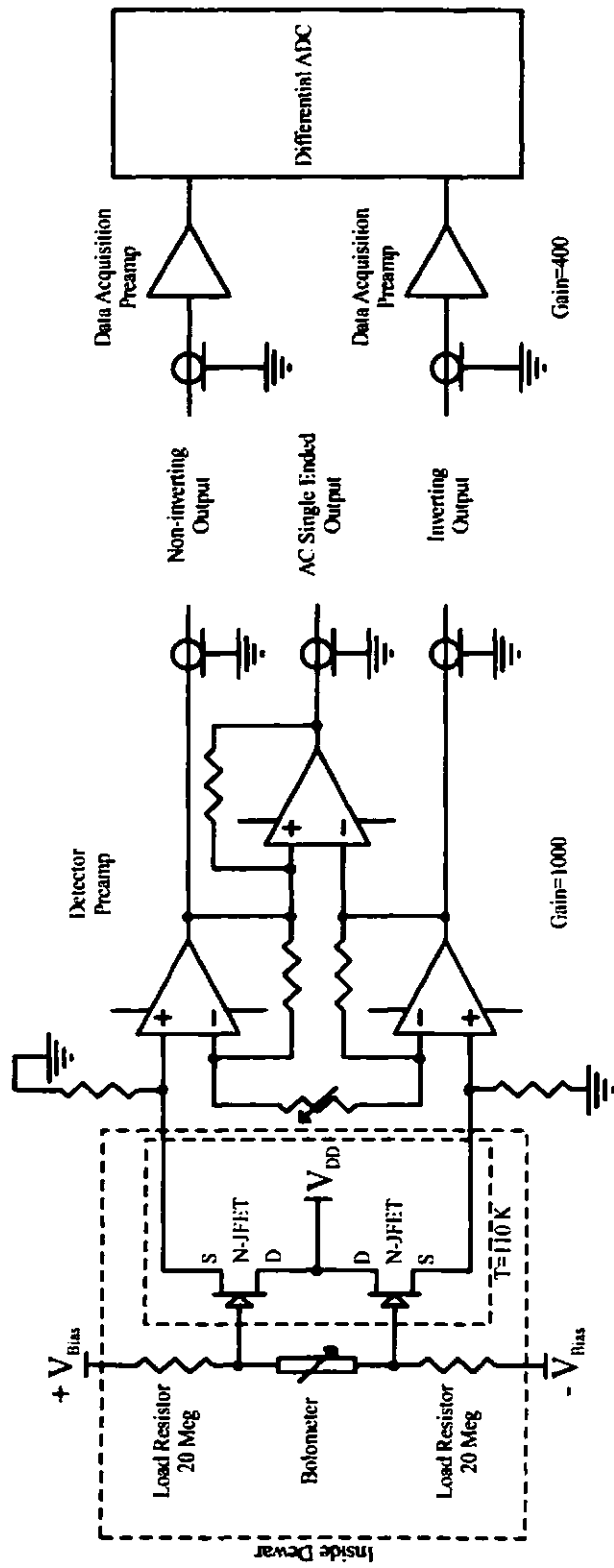 Inside Dewar
+ V Bias
Load Resistor
20 Meg
Bolometer
Load Resistor
20 Meg
- V Bias
S
N-JFET
D
V DD
D
N-JFET
S
T=110 K
Detector
Preamp
+
−
+
−
−
+
Gain=1000
Non-inverting
Output
AC Single Ended
Output
Inverting
Output
Data Acquisition
Preamp
Data Acquisition
Preamp
Gain=400
Differential ADC